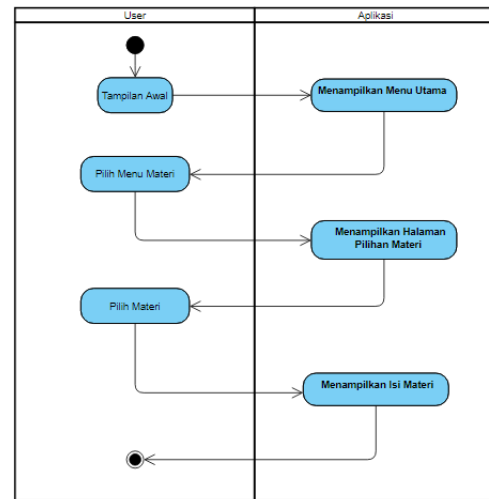 User
Aplikasi
Tampilan Awal
Menampilkan Menu Utama
Pilih Menu Materi
Menampilkan Halaman
Pilihan Materi
Pilih Materi
Menampilkan Isi Materi